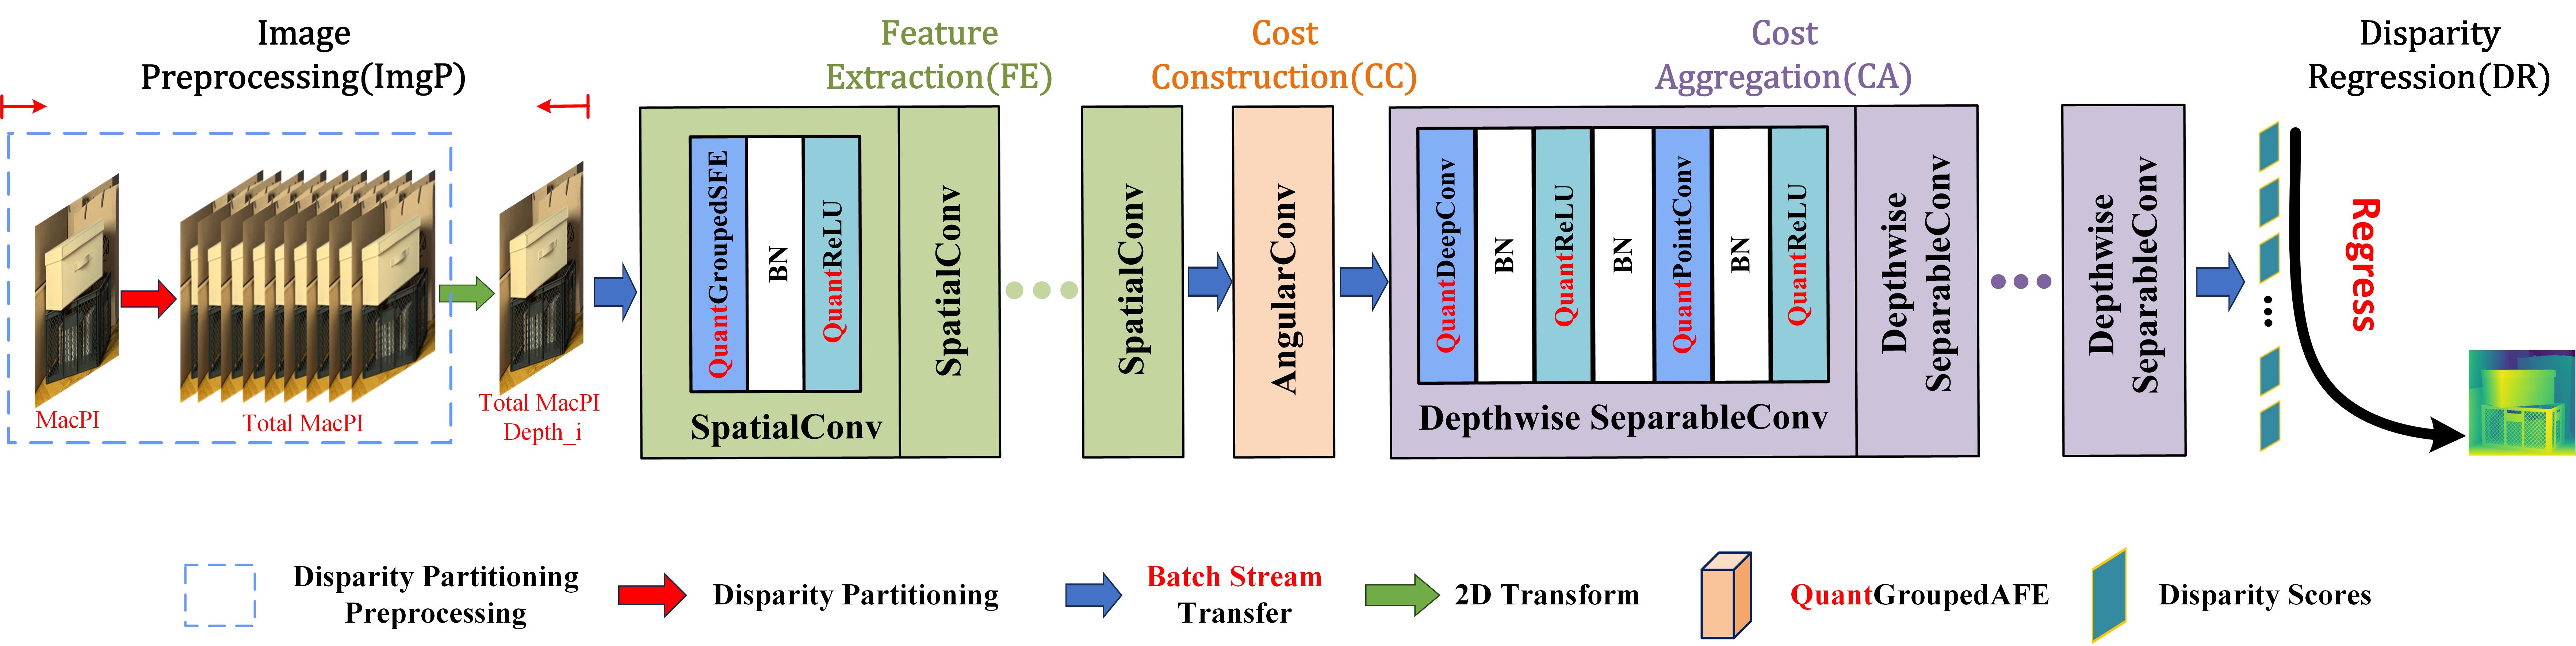 Image
Preprocessing(ImgP)
Feature
Extraction(FE)
Cost
Construction(CC)
Cost
Aggregation(CA)
Disparity
Regression(DR)
MacPI
Total MacPI
Total MacPI
Depth_i
QuantGroupedSFE
BN
QuantReLU
SpatialConv
SpatialConv
SpatialConv
AngularConv
QuantDeepConv
BN
QuantReLU
BN
QuantPointConv
BN
QuantReLU
Depthwise SeparableConv
Depthwise
SeparableConv
Depthwise
SeparableConv
Regress
Disparity Partitioning
Preprocessing
Disparity Partitioning
Batch Stream
Transfer
2D Transform
QuantGroupedAFE
Disparity Scores